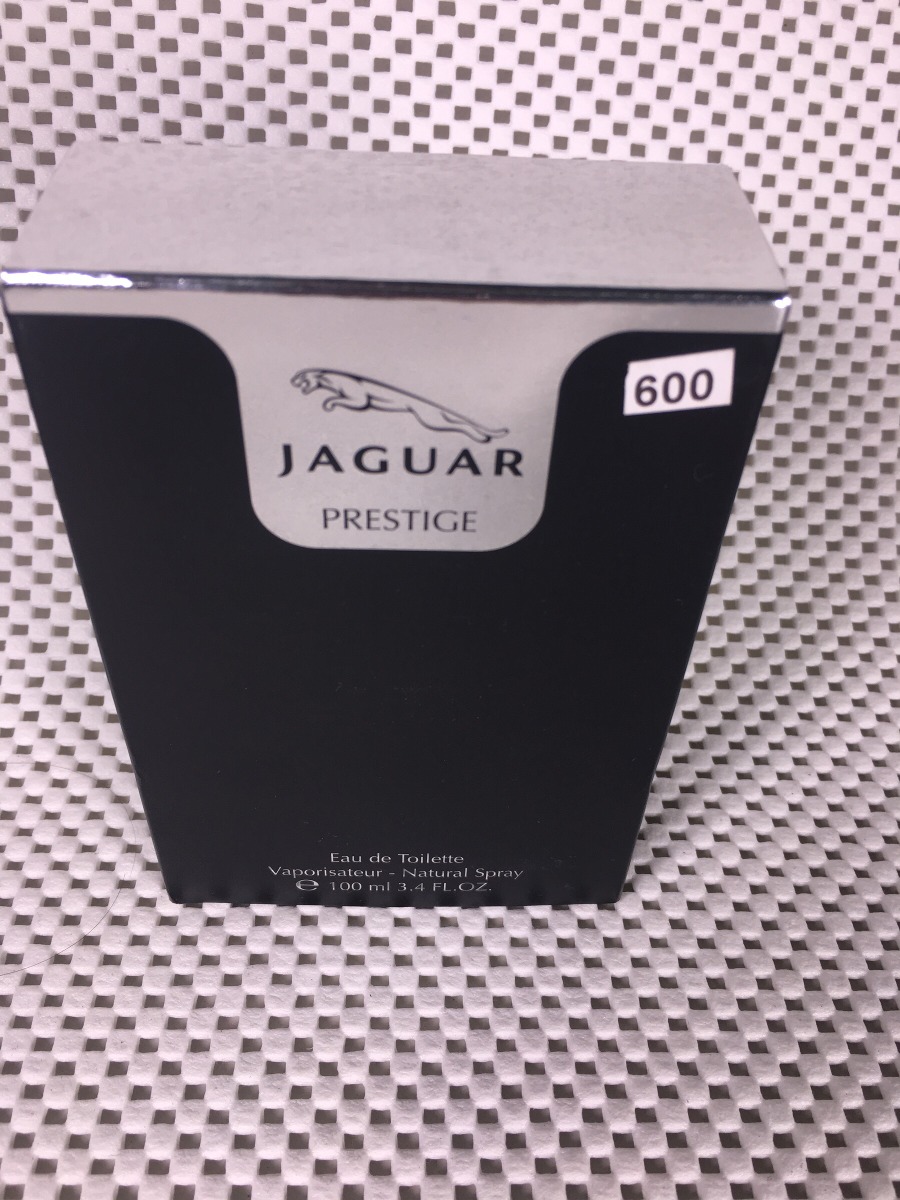 600
JAGUAR
PRESTIGE
Eau de Toilette
Vaporisateur - Natural Spray
℮ 100 ml 3.4 FL.OZ.